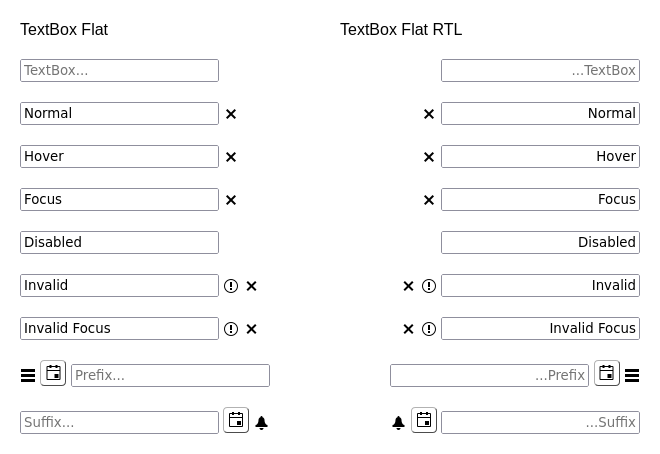 TextBox Flat
TextBox...
Normal
Hover
Focus
Disabled
Invalid
Invalid Focus
Prefix...
Suffix...
TextBox Flat RTL
...TextBox
Normal
Hover
Focus
Disabled
Invalid
Invalid Focus
...Prefix
...Suffix